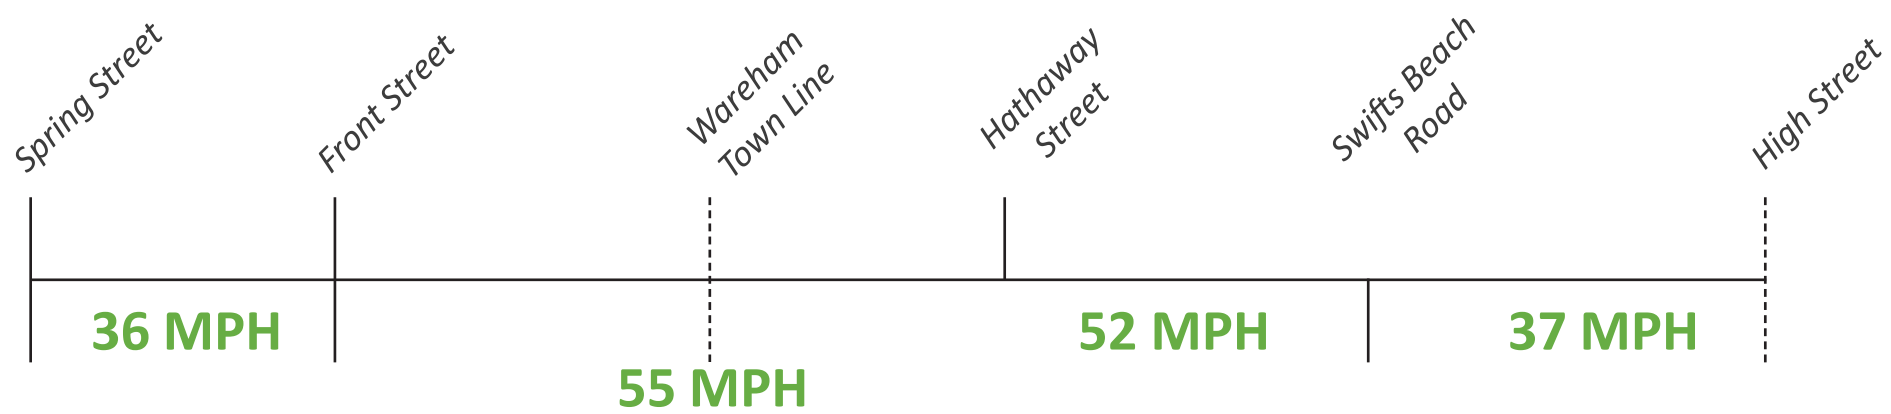 Spring Street
Front Street
Wareham
Town Line
Hathaway
Street
Swifts Beach
Road
High Street
36 MPH
55 MPH
52 MPH
37 MPH